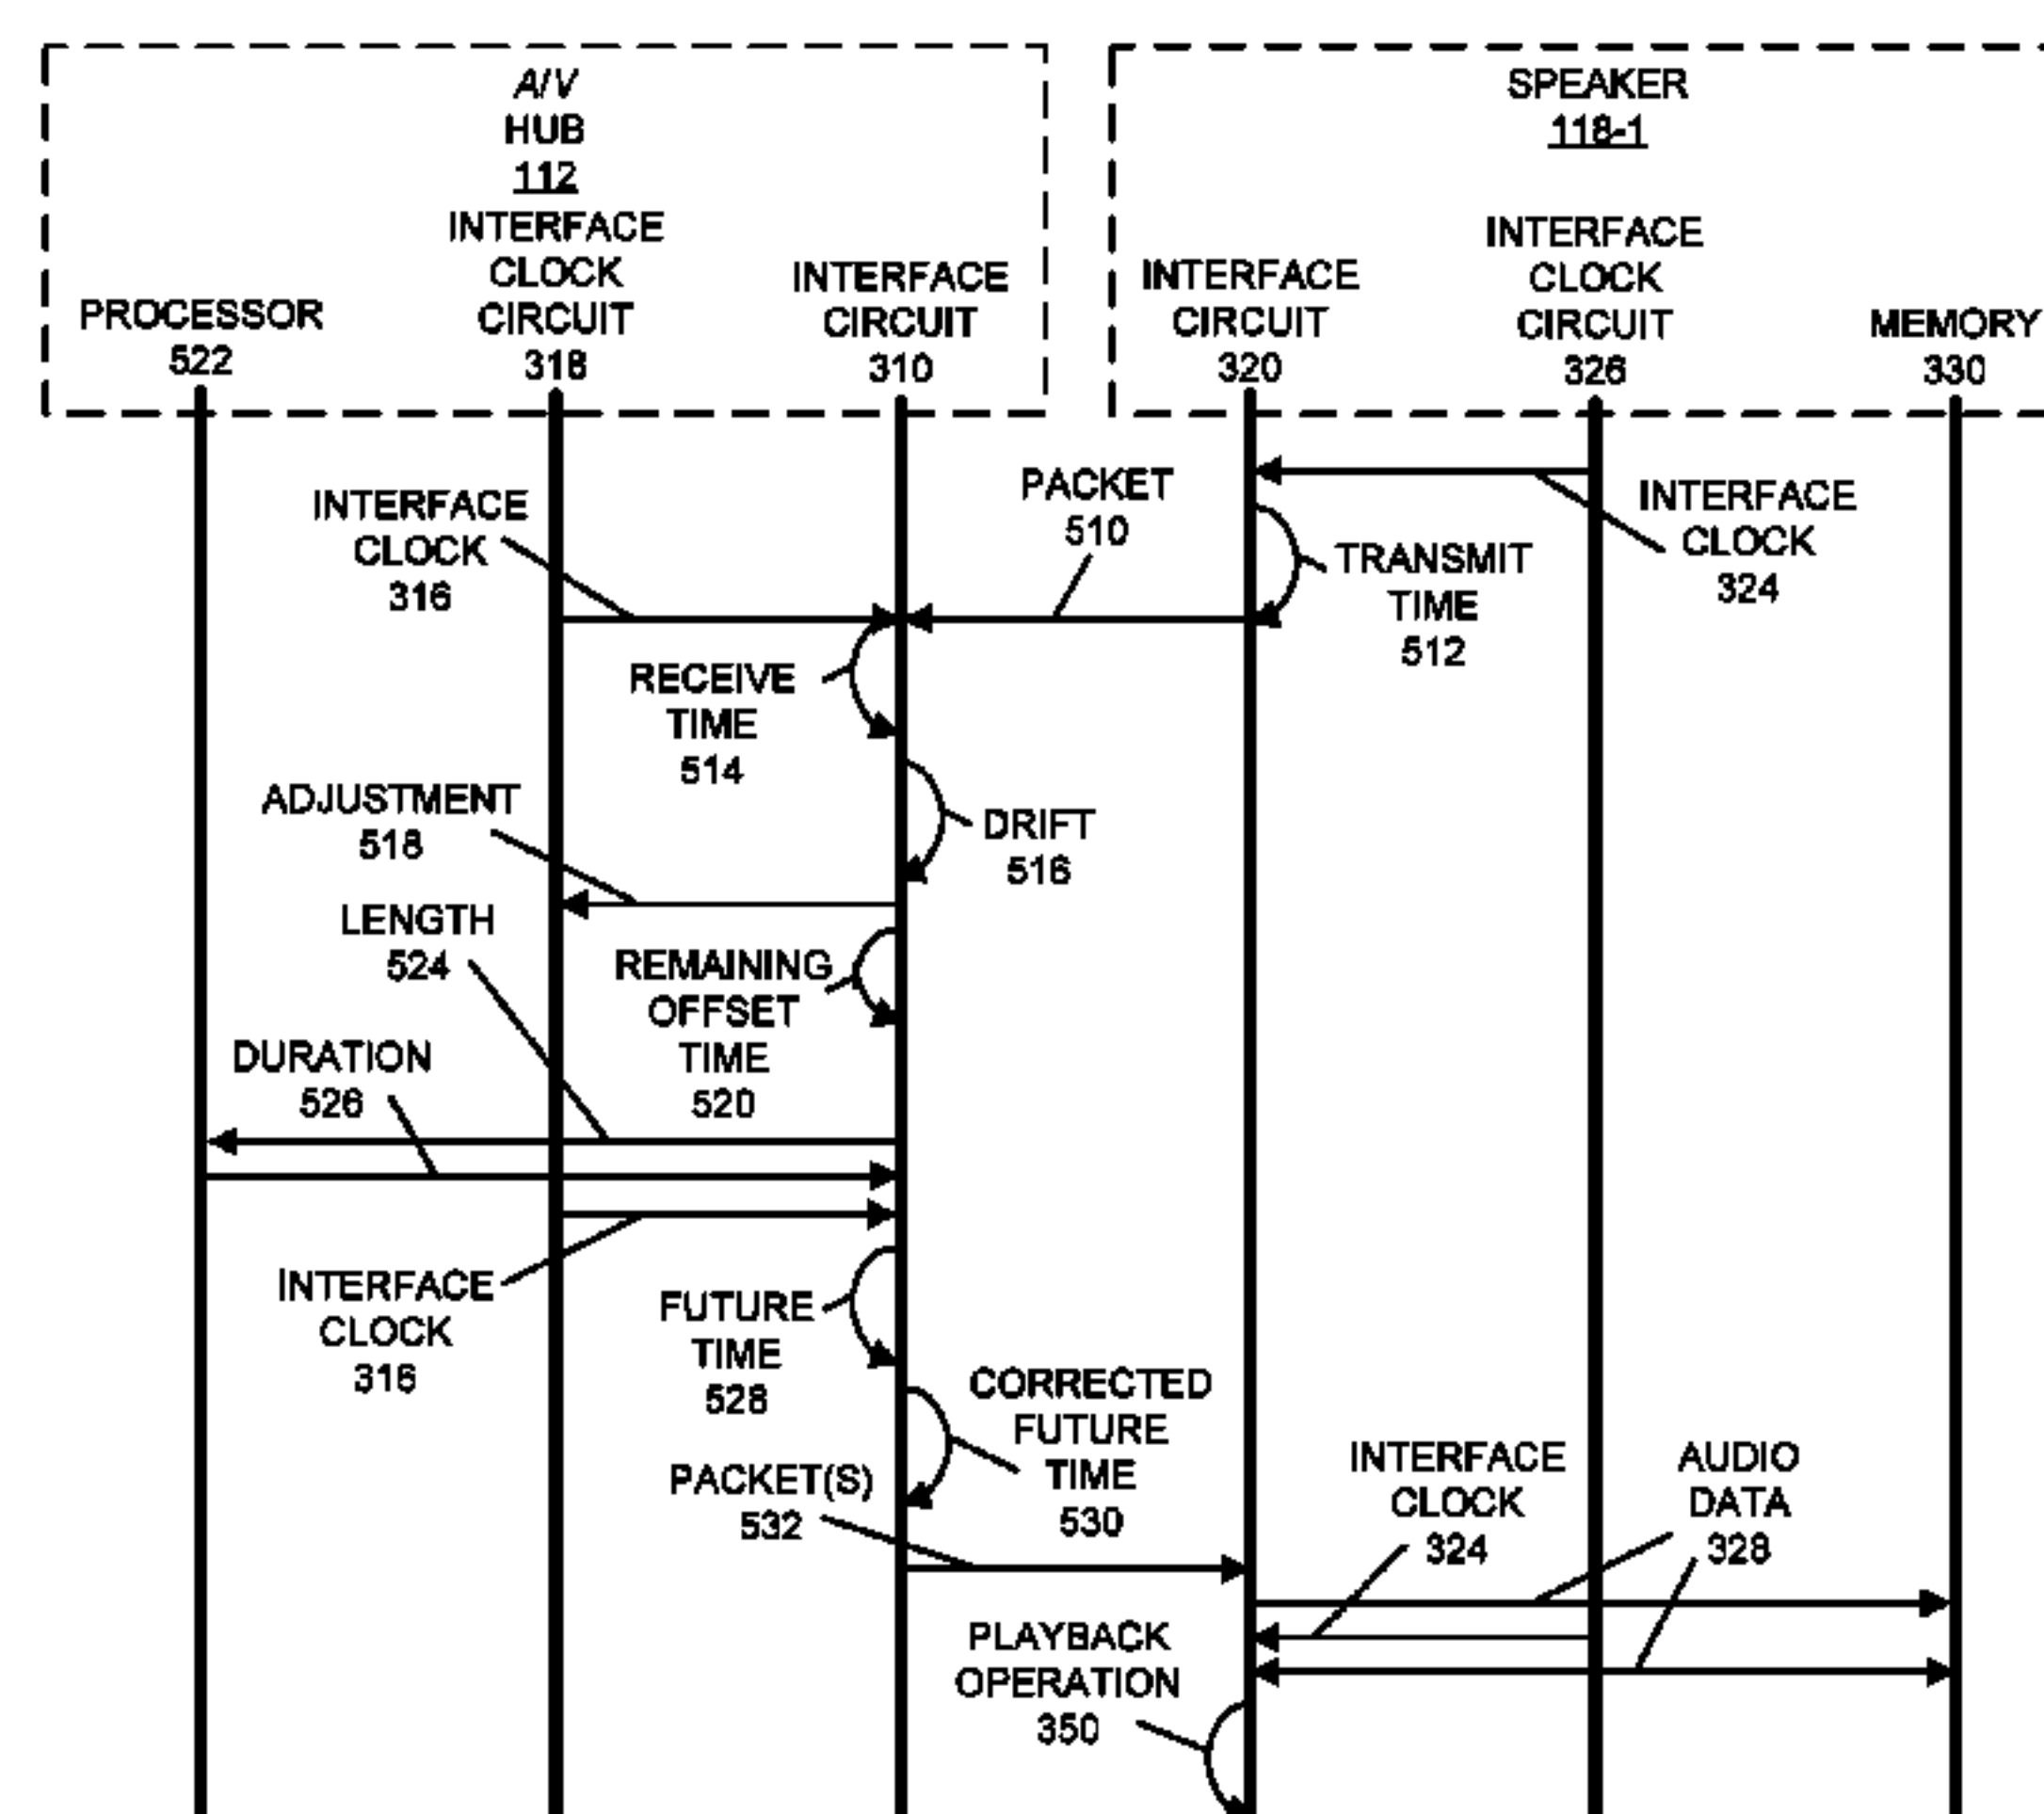 A/V
HUB
112
SPEAKER
118-1
PROCESSOR
522
INTERFACE
CLOCK
CIRCUIT
318
INTERFACE
CIRCUIT
310
INTERFACE
CIRCUIT
320
INTERFACE
CLOCK
CIRCUIT
326
MEMORY
330
INTERFACE
CLOCK
324
PACKET
510
INTERFACE
CLOCK
316
TRANSMIT
TIME
512
RECEIVE
TIME
514
DRIFT
516
ADJUSTMENT
518
REMAINING
OFFSET
TIME
520
LENGTH
524
DURATION
526
INTERFACE
CLOCK
316
FUTURE
TIME
528
CORRECTED
FUTURE
TIME
530
PACKET(S)
532
INTERFACE
CLOCK
324
AUDIO
DATA
328
PLAYBACK
OPERATION
350